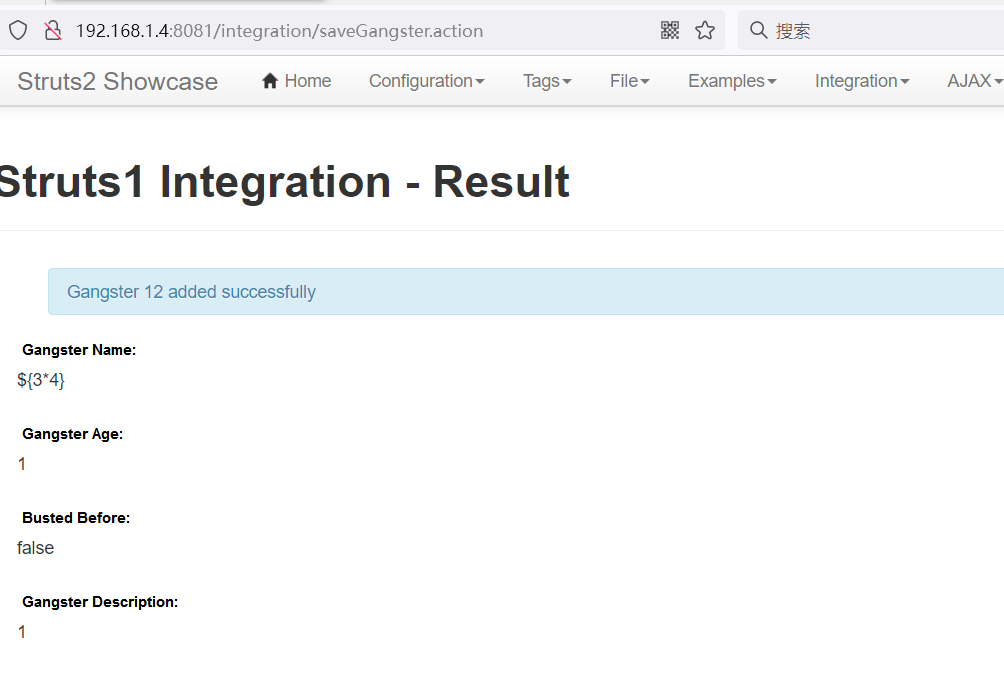 192.168.1.4:8081/integration/saveGangster.action 搜索
Struts2 Showcase Home Configuration Tags File Examples Integration AJAX
Struts1 Integration - Result
Gangster 12 added successfully
Gangster Name:
${3*4}
Gangster Age:
1
Busted Before:
false
Gangster Description:
1